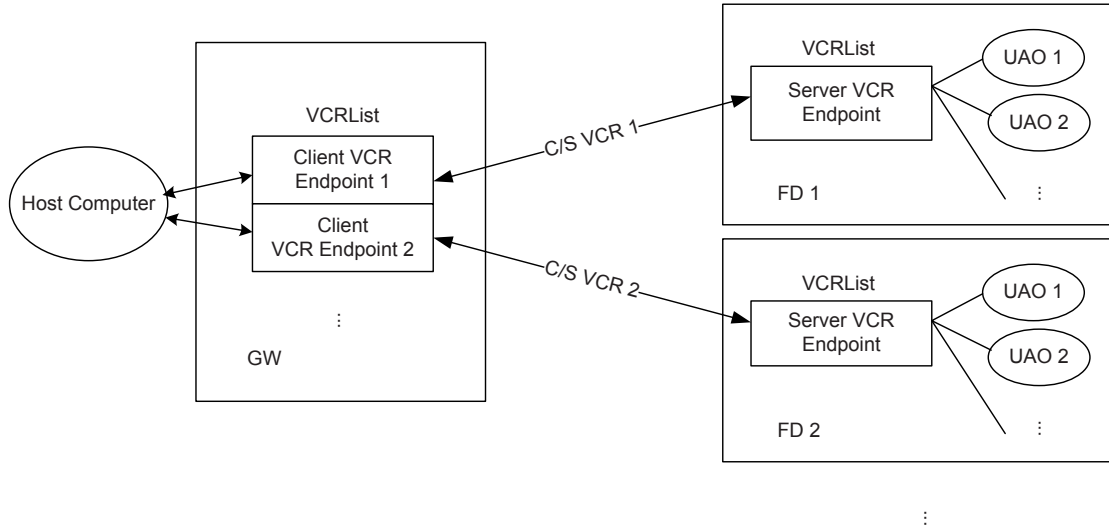 Host Computer
VCRList
Client VCR
Endpoint 1
Client
VCR Endpoint 2
⋮
GW
C/S VCR 1
C/S VCR 2
VCRList
Server VCR
Endpoint
UAO 1
UAO 2
⋮
FD 1
VCRList
Server VCR
Endpoint
UAO 1
UAO 2
⋮
FD 2
⋮